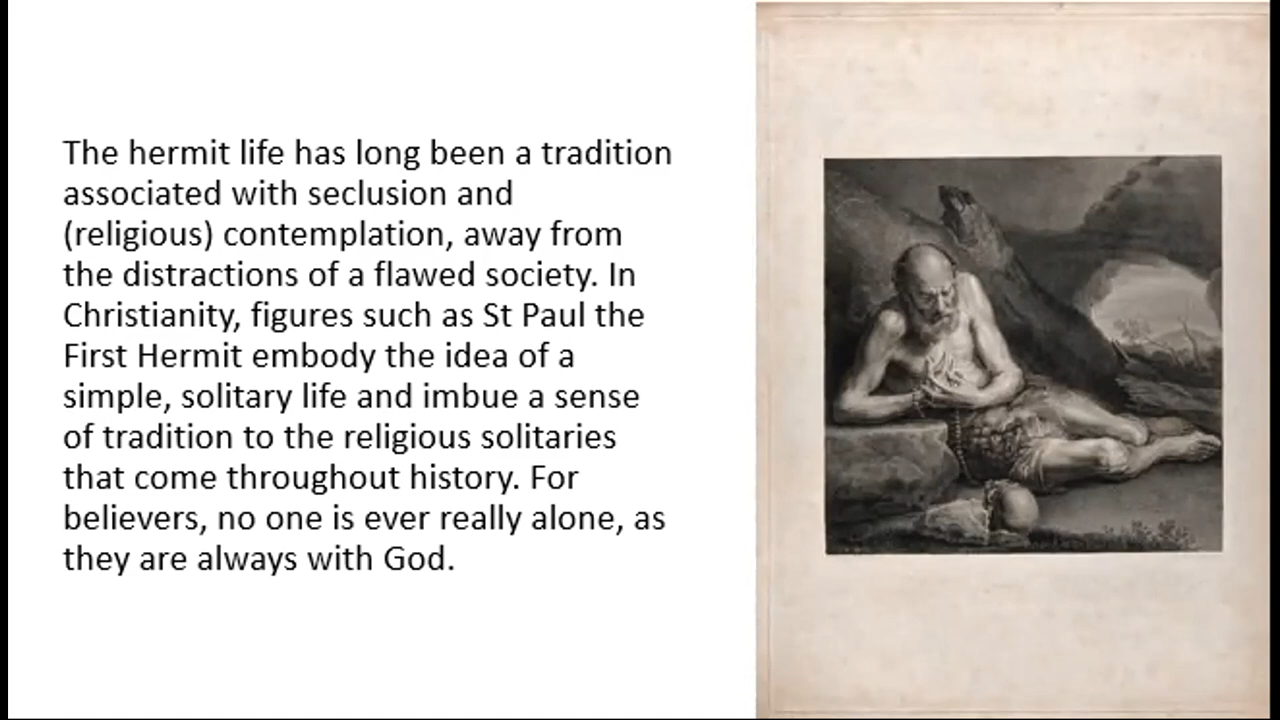 The hermit life has long been a tradition
associated with seclusion and
(religious) contemplation, away from
the distractions of a flawed society. In
Christianity, figures such as St Paul the
First Hermit embody the idea of a
simple, solitary life and imbue a sense
of tradition to the religious solitaries
that come throughout history. For
believers, no one is ever really alone, as
they are always with God.